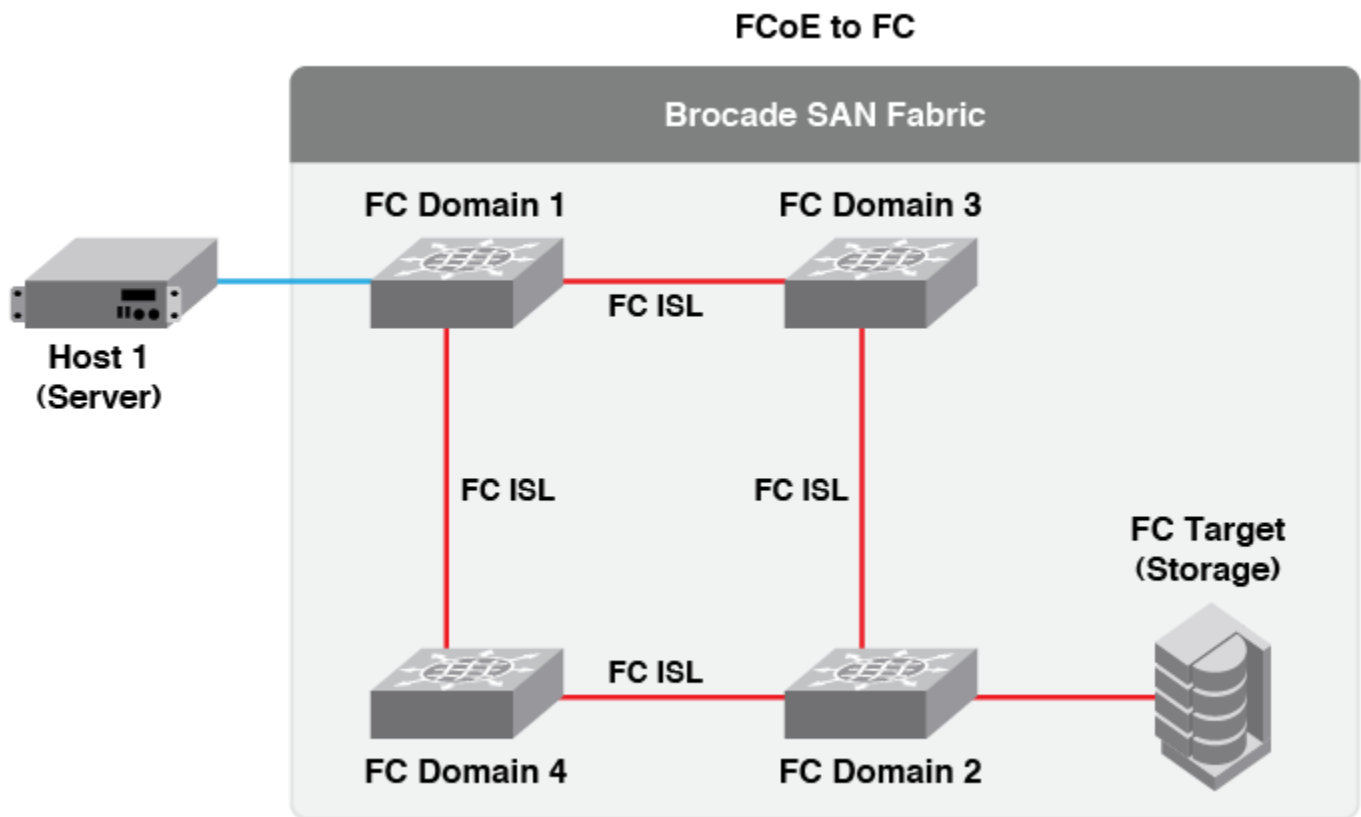 FCoE to FC
Brocade SAN Fabric
FC Domain 1
FC Domain 3
FC ISL
Host 1
(Server)
FC ISL
FC ISL
FC Target
(Storage)
FC ISL
FC Domain 4
FC Domain 2